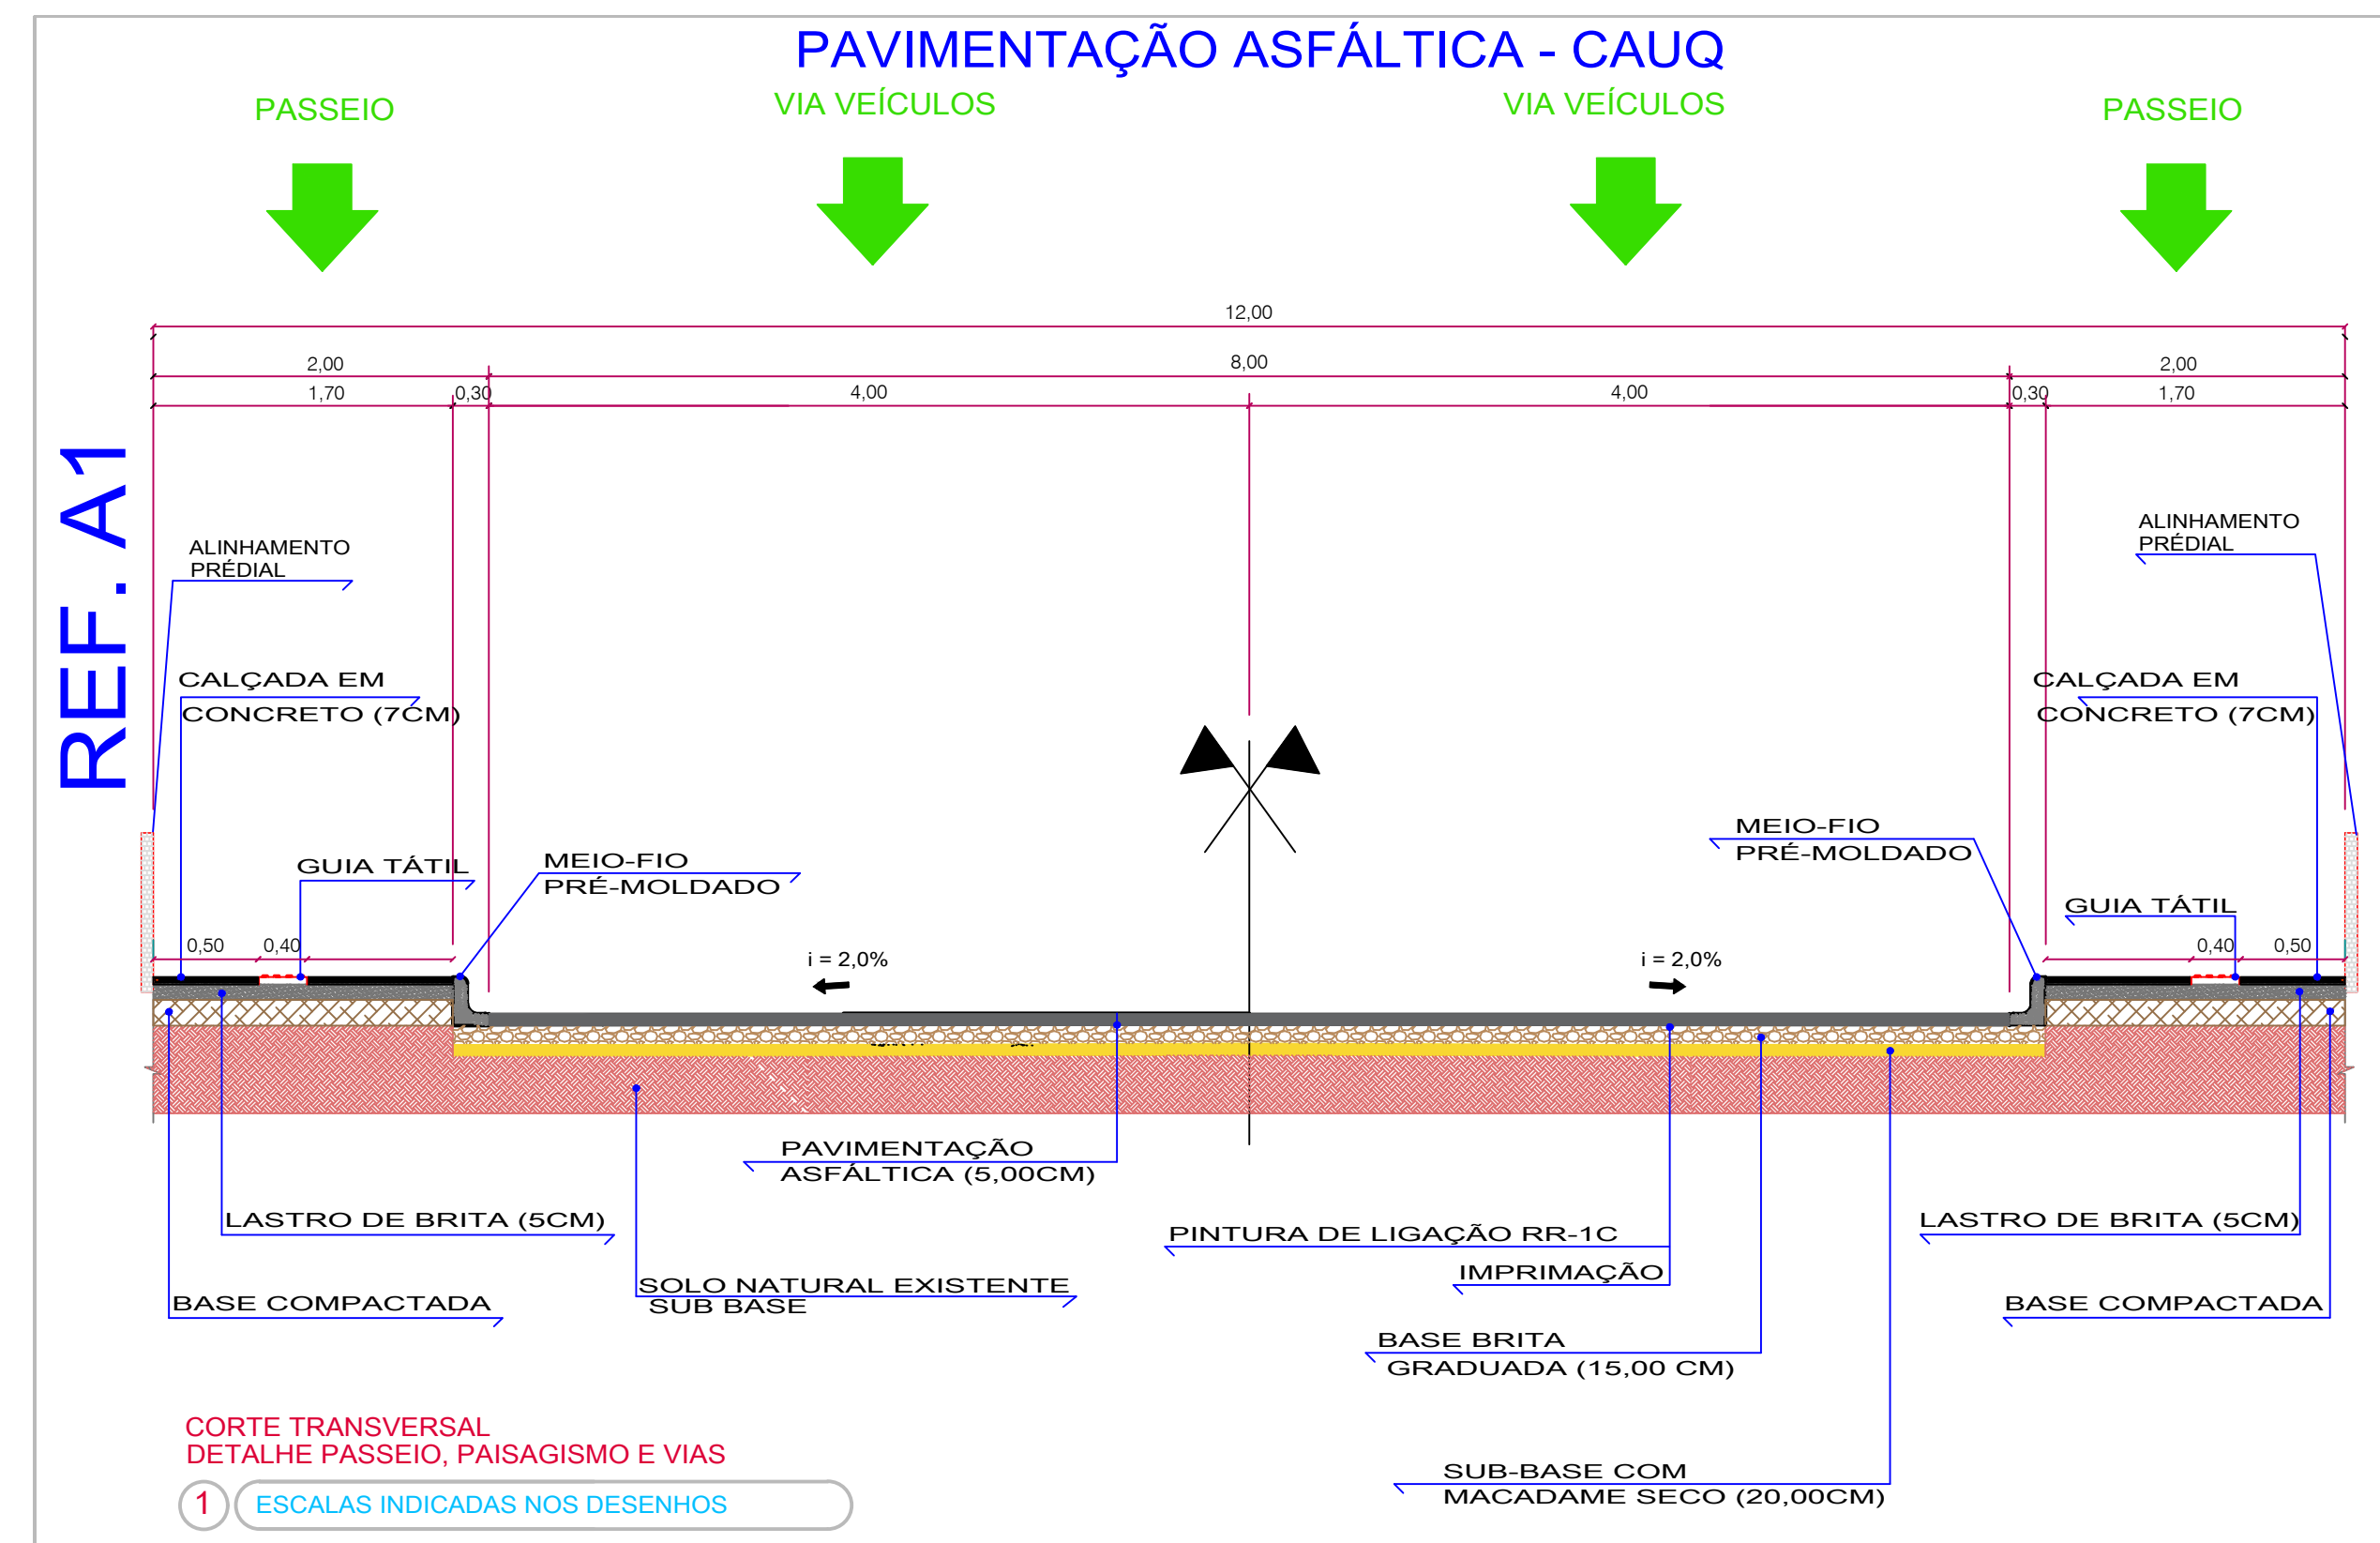 PAVIMENTAÇÃO ASFÁLTICA - CAUQ
PASSEIO
VIA VEÍCULOS
VIA VEÍCULOS
PASSEIO
12,00
2,00
8,00
2,00
1,70
0,30
4,00
4,00
0,30
1,70
REF. A1
ALINHAMENTO
PRÉDIAL
ALINHAMENTO
PRÉDIAL
CALÇADA EM
CONCRETO (7CM)
CALÇADA EM
CONCRETO (7CM)
MEIO-FIO
PRÉ-MOLDADO
GUIA TÁTIL
MEIO-FIO
PRÉ-MOLDADO
GUIA TÁTIL
0,50
0,40
i = 2,0%
i = 2,0%
0,40
0,50
PAVIMENTAÇÃO
ASFÁLTICA (5,00CM)
LASTRO DE BRITA (5CM)
PINTURA DE LIGAÇÃO RR-1C
LASTRO DE BRITA (5CM)
IMPRIMAÇÃO
SOLO NATURAL EXISTENTE
SUB BASE
BASE COMPACTADA
BASE COMPACTADA
BASE BRITA
GRADUADA (15,00 CM)
CORTE TRANSVERSAL
DETALHE PASSEIO, PAISAGISMO E VIAS
SUB-BASE COM
MACADAME SECO (20,00CM)
1
ESCALAS INDICADAS NOS DESENHOS